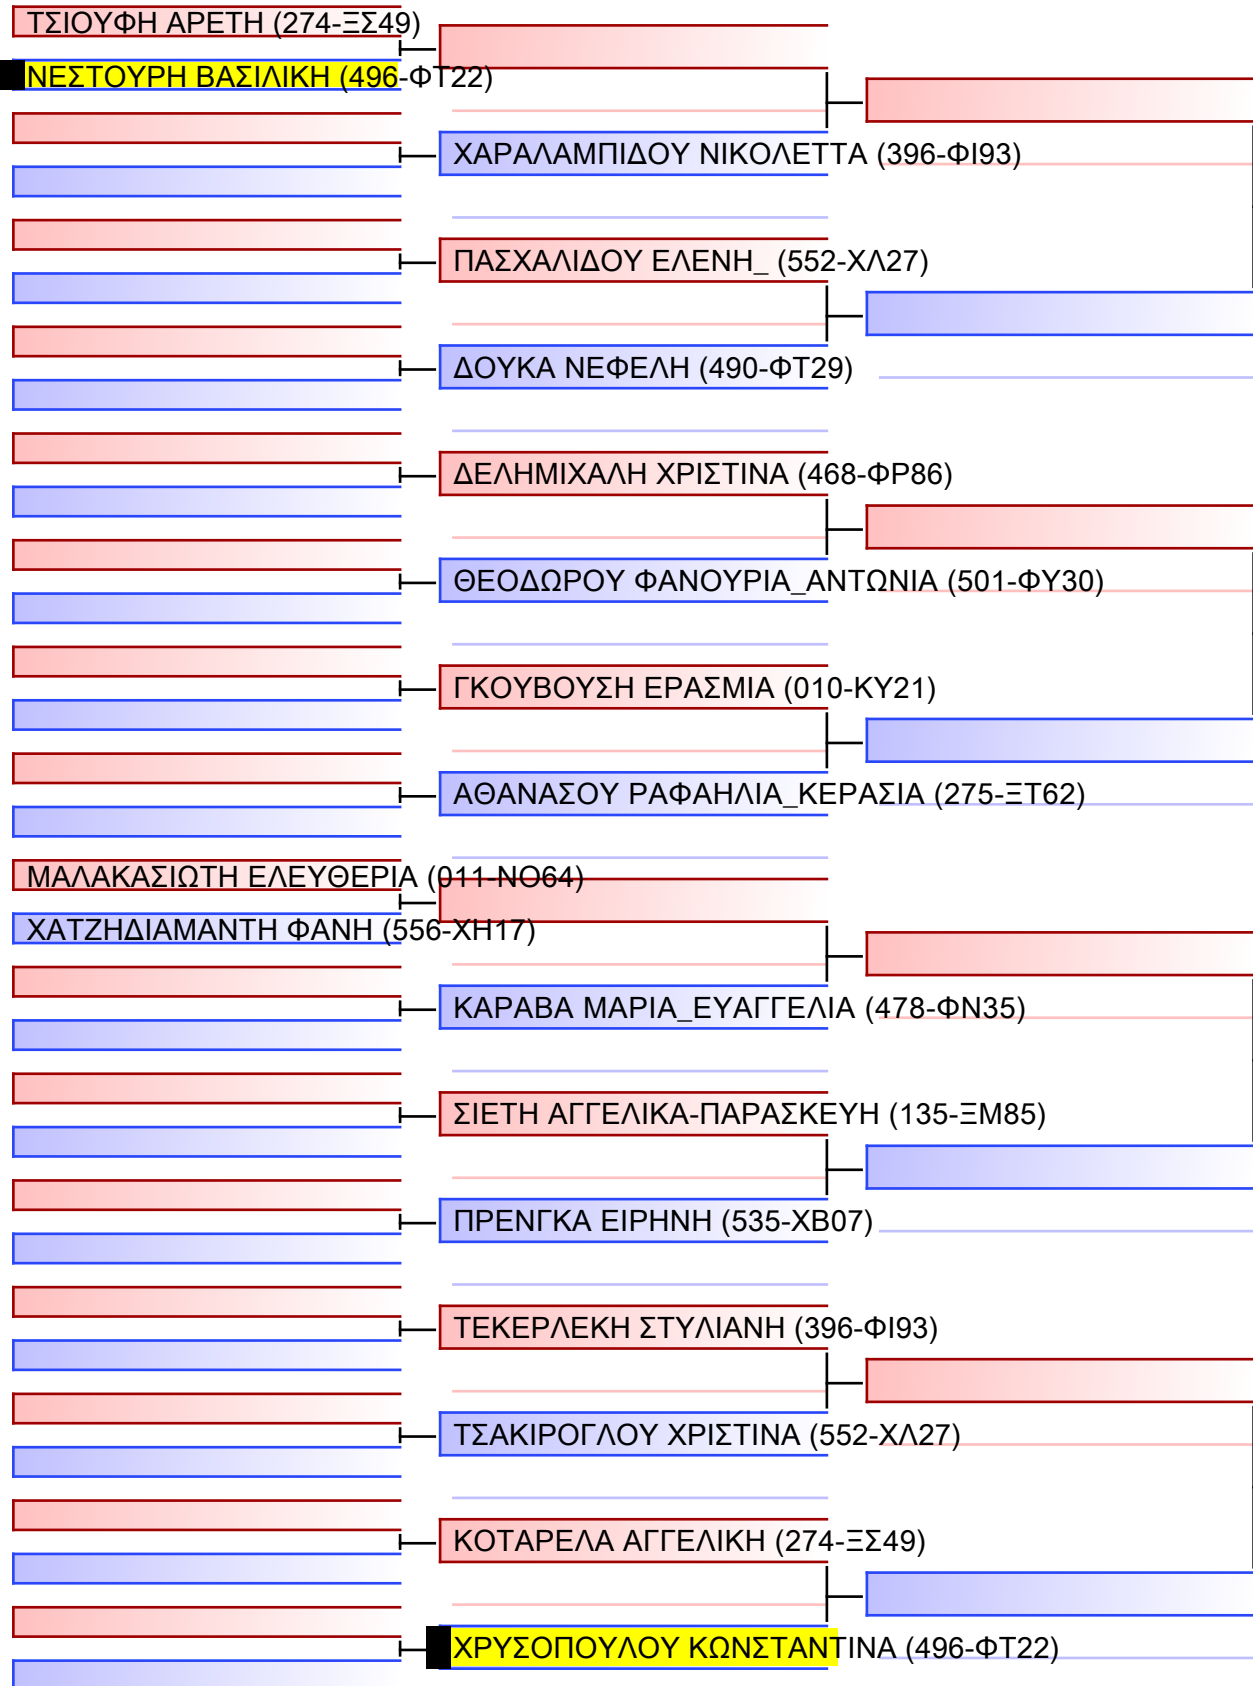 ΤΣΙΟΥΦΗ ΑΡΕΤΗ (274-ΞΣ49)
ΝΕΣΤΟΥΡΗ ΒΑΣΙΛΙΚΗ (496-ΦΤ22)
ΧΑΡΑΛΑΜΠΙΔΟΥ ΝΙΚΟΛΕΤΤΑ (396-ΦΙ93)
ΠΑΣΧΑΛΙΔΟΥ ΕΛΕΝΗ_ (552-ΧΛ27)
ΔΟΥΚΑ ΝΕΦΕΛΗ (490-ΦΤ29)
ΔΕΛΗΜΙΧΑΛΗ ΧΡΙΣΤΙΝΑ (468-ΦΡ86)
ΘΕΟΔΩΡΟΥ ΦΑΝΟΥΡΙΑ_ΑΝΤΩΝΙΑ (501-ΦΥ30)
ΓΚΟΥΒΟΥΣΗ ΕΡΑΣΜΙΑ (010-ΚΥ21)
ΑΘΑΝΑΣΟΥ ΡΑΦΑΗΛΙΑ_ΚΕΡΑΣΙΑ (275-ΞΤ62)
ΜΑΛΑΚΑΣΙΩΤΗ ΕΛΕΥΘΕΡΙΑ (011-ΝΟ64)
ΧΑΤΖΗΔΙΑΜΑΝΤΗ ΦΑΝΗ (556-ΧΗ17)
ΚΑΡΑΒΑ ΜΑΡΙΑ_ΕΥΑΓΓΕΛΙΑ (478-ΦΝ35)
ΣΙΕΤΗ ΑΓΓΕΛΙΚΑ-ΠΑΡΑΣΚΕΥΗ (135-ΞΜ85)
ΠΡΕΝΓΚΑ ΕΙΡΗΝΗ (535-ΧΒ07)
ΤΕΚΕΡΛΕΚΗ ΣΤΥΛΙΑΝΗ (396-ΦΙ93)
ΤΣΑΚΙΡΟΓΛΟΥ ΧΡΙΣΤΙΝΑ (552-ΧΛ27)
ΚΟΤΑΡΕΛΑ ΑΓΓΕΛΙΚΗ (274-ΞΣ49)
ΧΡΥΣΟΠΟΥΛΟΥ ΚΩΝΣΤΑΝΤΙΝΑ (496-ΦΤ22)